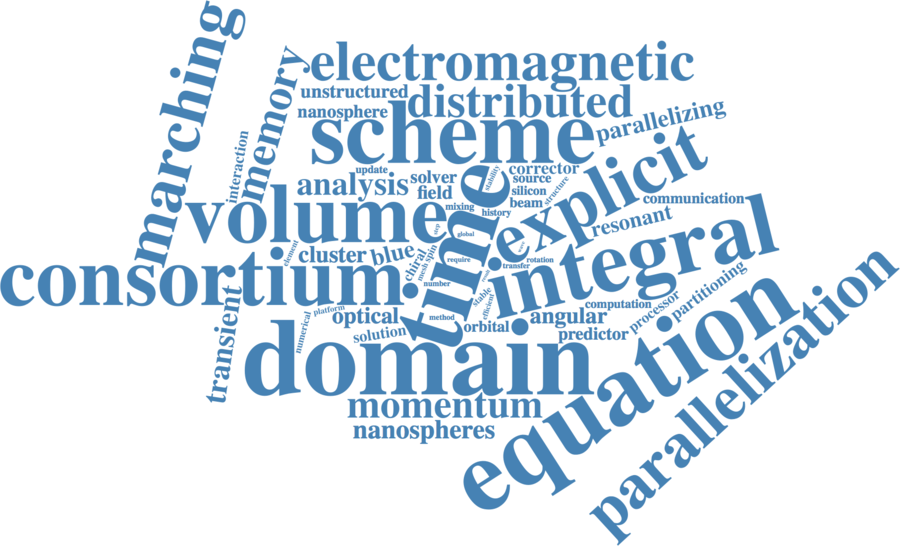 marching
electromagnetic
memory
unstructured
distributed
nanosphere
scheme
parallelizing
interaction
update
analysis
solver
corrector
stability
source
explicit
field
silicon
structure
volume
time
mixing
beam
communication
history
resonant
step
global
integral
element
cluster
blue
chiral
spin
mesh
require
wave
rotation
transfer
consortium
number
transient
platform
optical
method
stable
efficient
orbital
angular
computation
processor
partitioning
numerical
solution
predictor
domain
equation
parallelization
momentum
nanospheres